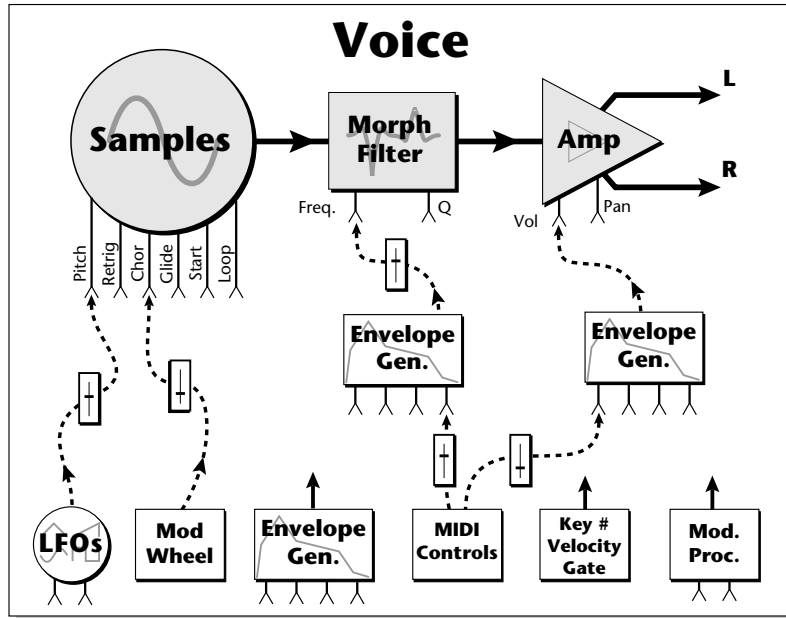 Voice
L
Samples
Morph
Filter
Amp
R
Freq.
Q
Vol
Pan
Pitch
Retrig
Chor
Glide
Start
Loop
Envelope
Gen.
Envelope
Gen.
LFOs
Mod
Wheel
Envelope
Gen.
MIDI
Controls
Key #
Velocity
Gate
Mod.
Proc.